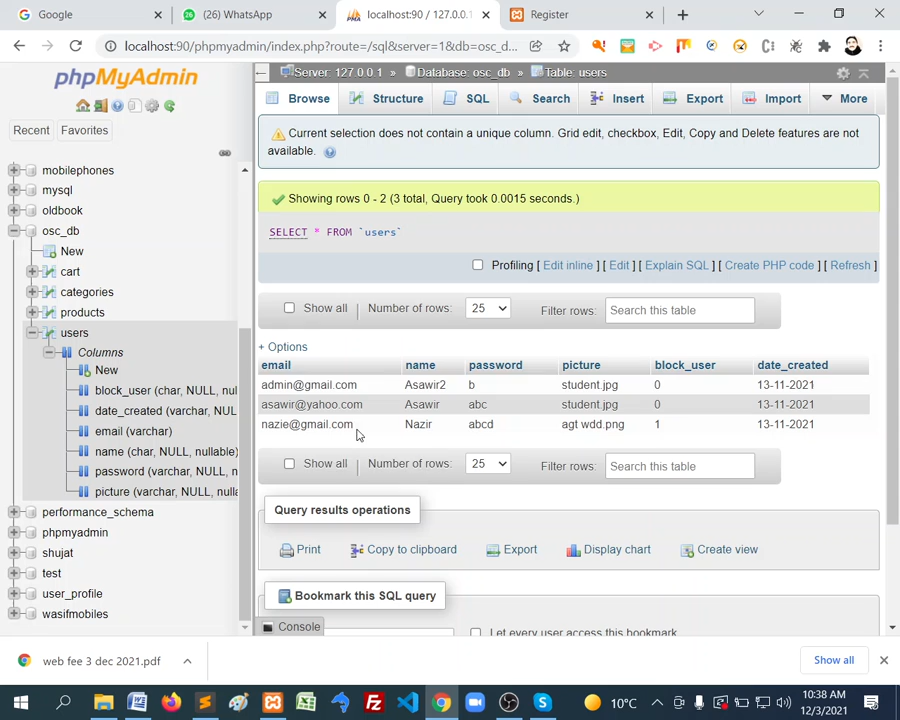 Google
(26) WhatsApp
localhost:90 / 127.0.0.1
Register
localhost:90/phpmyadmin/index.php?route=/sql&server=1&db=osc_d...
phpMyAdmin
Recent
Favorites
mobilephones
mysql
oldbook
osc_db
New
cart
categories
products
users
Columns
New
block_user (char, NULL, null
date_created (varchar, NUL
email (varchar)
name (char, NULL, nullable)
password (varchar, NULL, n
picture (varchar, NULL, nulla
performance_schema
phpmyadmin
shujat
test
user_profile
wasifmobiles
Server: 127.0.0.1 » Database: osc_db » Table: users
Browse Structure SQL Search Insert Export Import More
Current selection does not contain a unique column. Grid edit, checkbox, Edit, Copy and Delete features are not
available.
Showing rows 0 - 2 (3 total, Query took 0.0015 seconds.)
SELECT * FROM `users`
Profiling [ Edit inline ] [ Edit ] [ Explain SQL ] [ Create PHP code ] [ Refresh ]
Show all Number of rows: 25 Filter rows: Search this table
+ Options
email name password picture block_user date_created
admin@gmail.com Asawir2 b student.jpg 0 13-11-2021
asawir@yahoo.com Asawir abc student.jpg 0 13-11-2021
nazie@gmail.com Nazir abcd agt wdd.png 1 13-11-2021
Show all Number of rows: 25 Filter rows: Search this table
Query results operations
Print Copy to clipboard Export Display chart Create view
Bookmark this SQL query
Console
Let every user access this bookmark
web fee 3 dec 2021.pdf
Show all
10°C
10:38 AM
12/3/2021